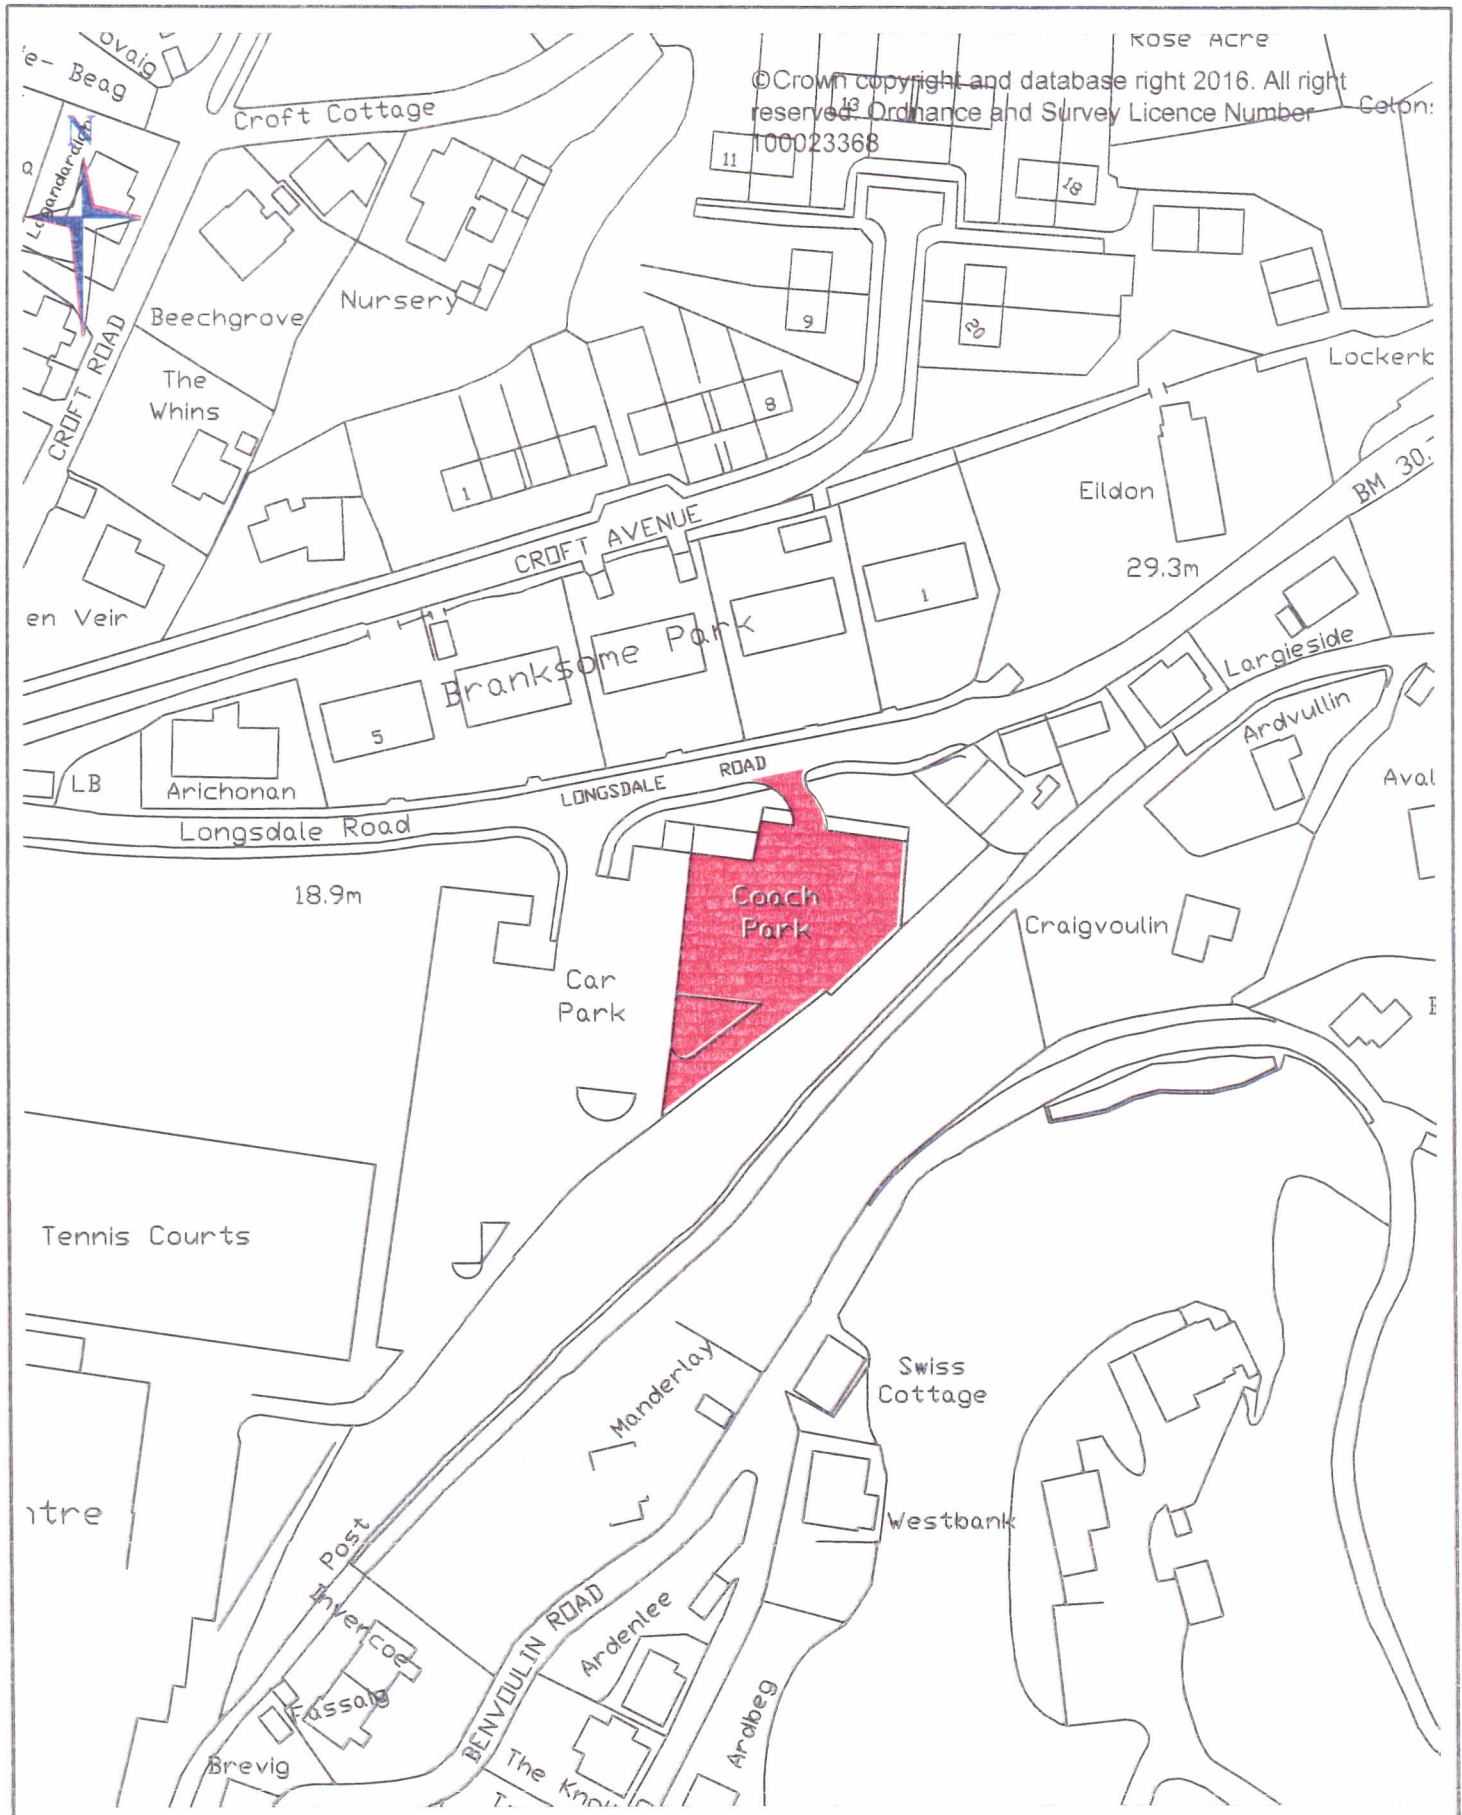 ovaig
e- Beag
Croft Cottage
Rose Acre
©Crown copyright and database right 2016. All right
reserved. Ordnance and Survey Licence Number
100023368
13
11
18
N
Beechgrove
Nursery
CROFT ROAD
The
Whins
9
20
8
1
Eildon
BM 30.
29.3m
CROFT AVENUE
en Veir
Branksome Park
1
5
Largieside
Ardvullin
LB
Arichonan
LONGSDALE ROAD
Longsdale Road
18.9m
Coach
Park
Craigvoulin
Car
Park
Tennis Courts
Manderlay
Swiss
Cottage
ntre
Westbank
Post
Invercoe
Fassaig
Brevig
BENVOULIN ROAD
Ardenlee
Ardbeg
The